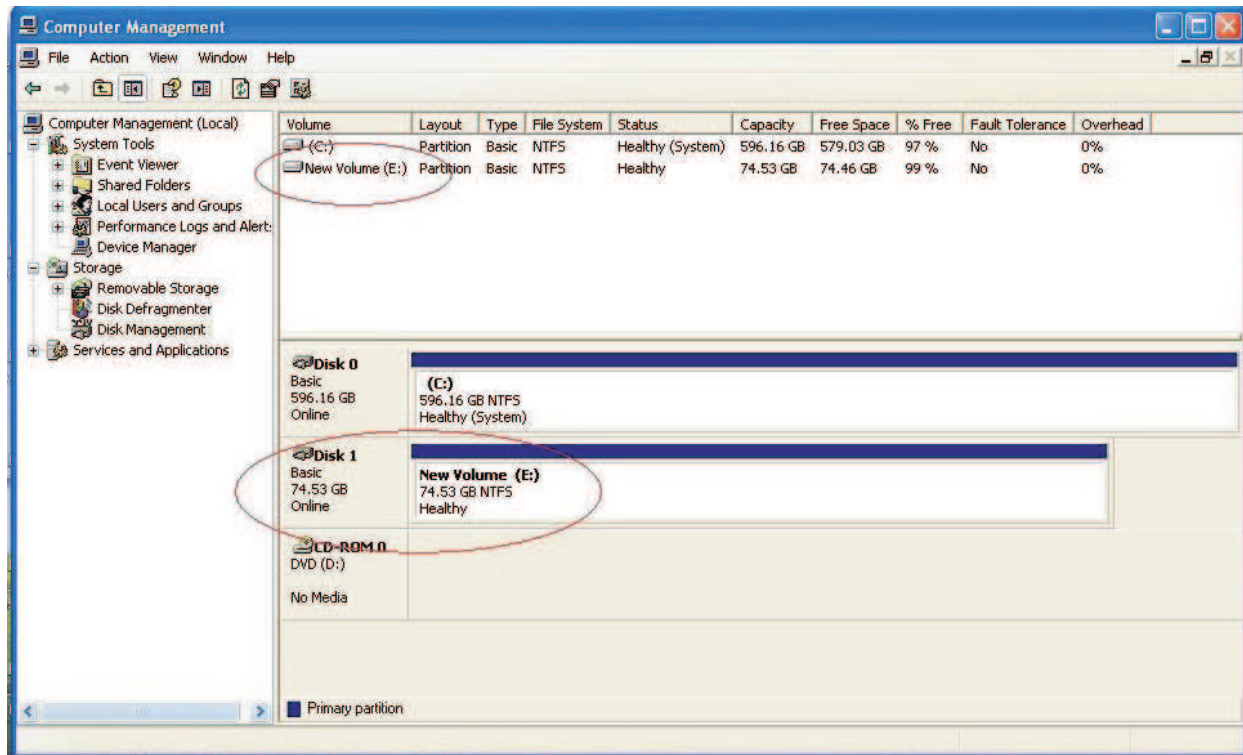 Computer Management
File Action View Window Help
Computer Management (Local)
System Tools
Event Viewer
Shared Folders
Local Users and Groups
Performance Logs and Alert:
Device Manager
Storage
Removable Storage
Disk Defragmenter
Disk Management
Services and Applications
Volume Layout Type File System Status Capacity Free Space % Free Fault Tolerance Overhead
(C:) Partition Basic NTFS Healthy (System) 596.16 GB 579.03 GB 97 % No 0%
New Volume (E:) Partition Basic NTFS Healthy 74.53 GB 74.46 GB 99 % No 0%
Disk 0
Basic
596.16 GB
Online
(C:)
596.16 GB NTFS
Healthy (System)
Disk 1
Basic
74.53 GB
Online
New Volume (E:)
74.53 GB NTFS
Healthy
CD-ROM 0
DVD (D:)
No Media
Primary partition